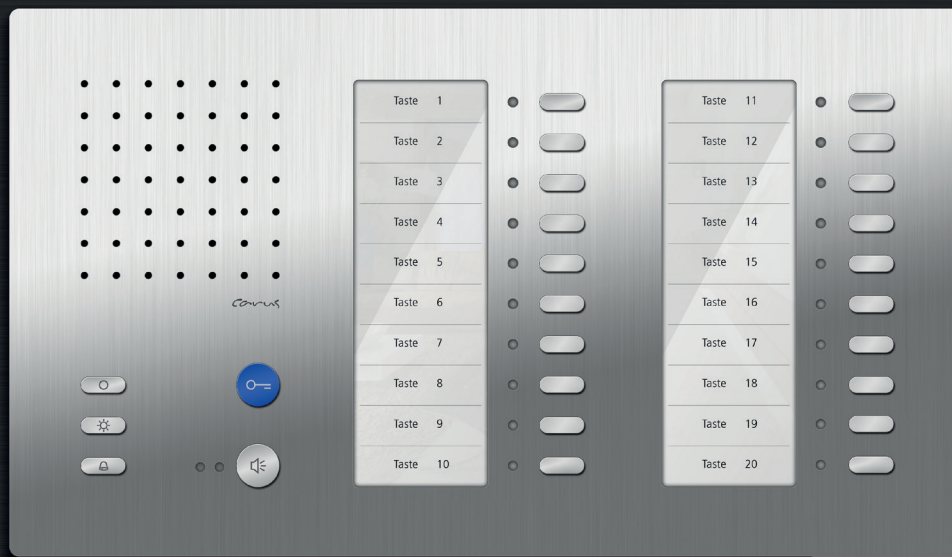 carus
Taste 1
Taste 2
Taste 3
Taste 4
Taste 5
Taste 6
Taste 7
Taste 8
Taste 9
Taste 10
Taste 11
Taste 12
Taste 13
Taste 14
Taste 15
Taste 16
Taste 17
Taste 18
Taste 19
Taste 20